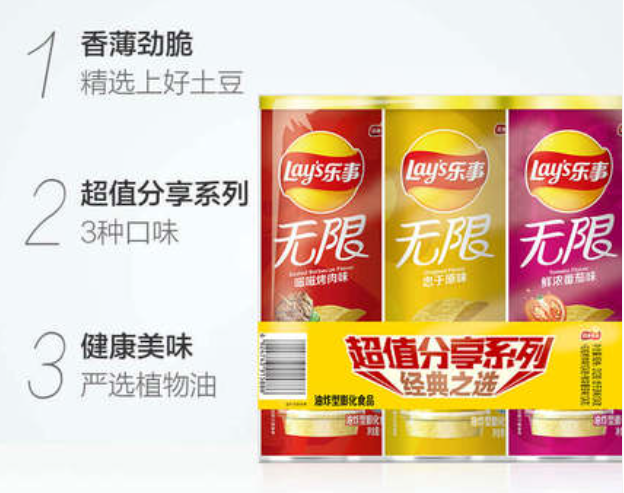 1
香薄劲脆
精选上好土豆
2
超值分享系列
3种口味
3
健康美味
严选植物油
Lay's乐事
无限
嗞嗞烤肉味
Lay's乐事
无限
忠于原味
Lay's乐事
无限
鲜浓番茄味
超值分享系列
经典之选
油炸型膨化食品